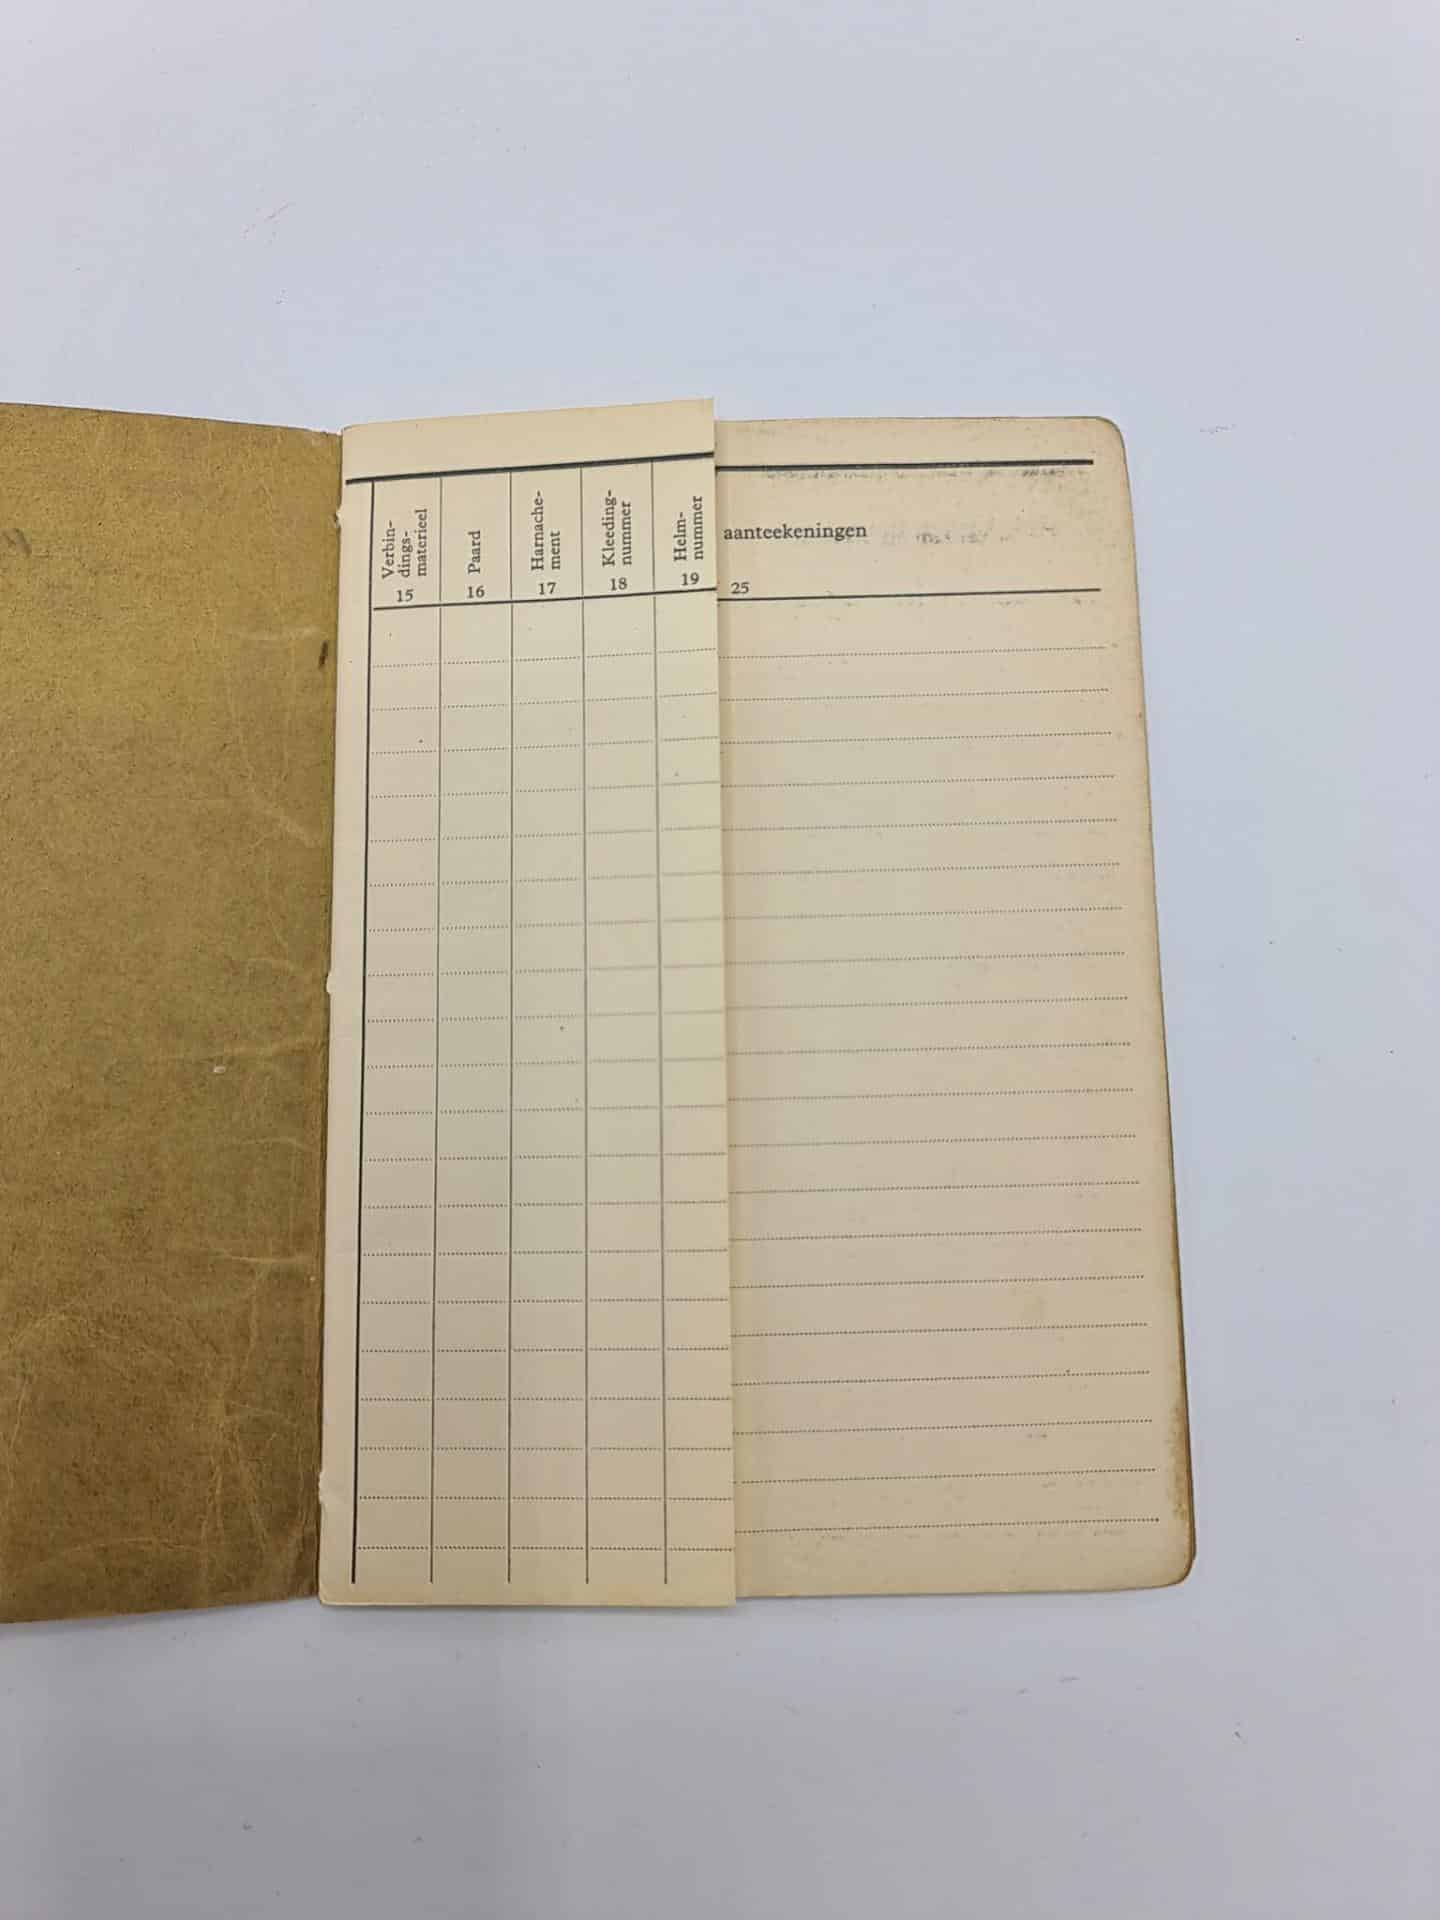 Verbin-
dings-
materieel
15
Paard
16
Harnache-
ment
17
Kleeding-
nummer
18
Helm-
nummer
19
aanteekeningen
25